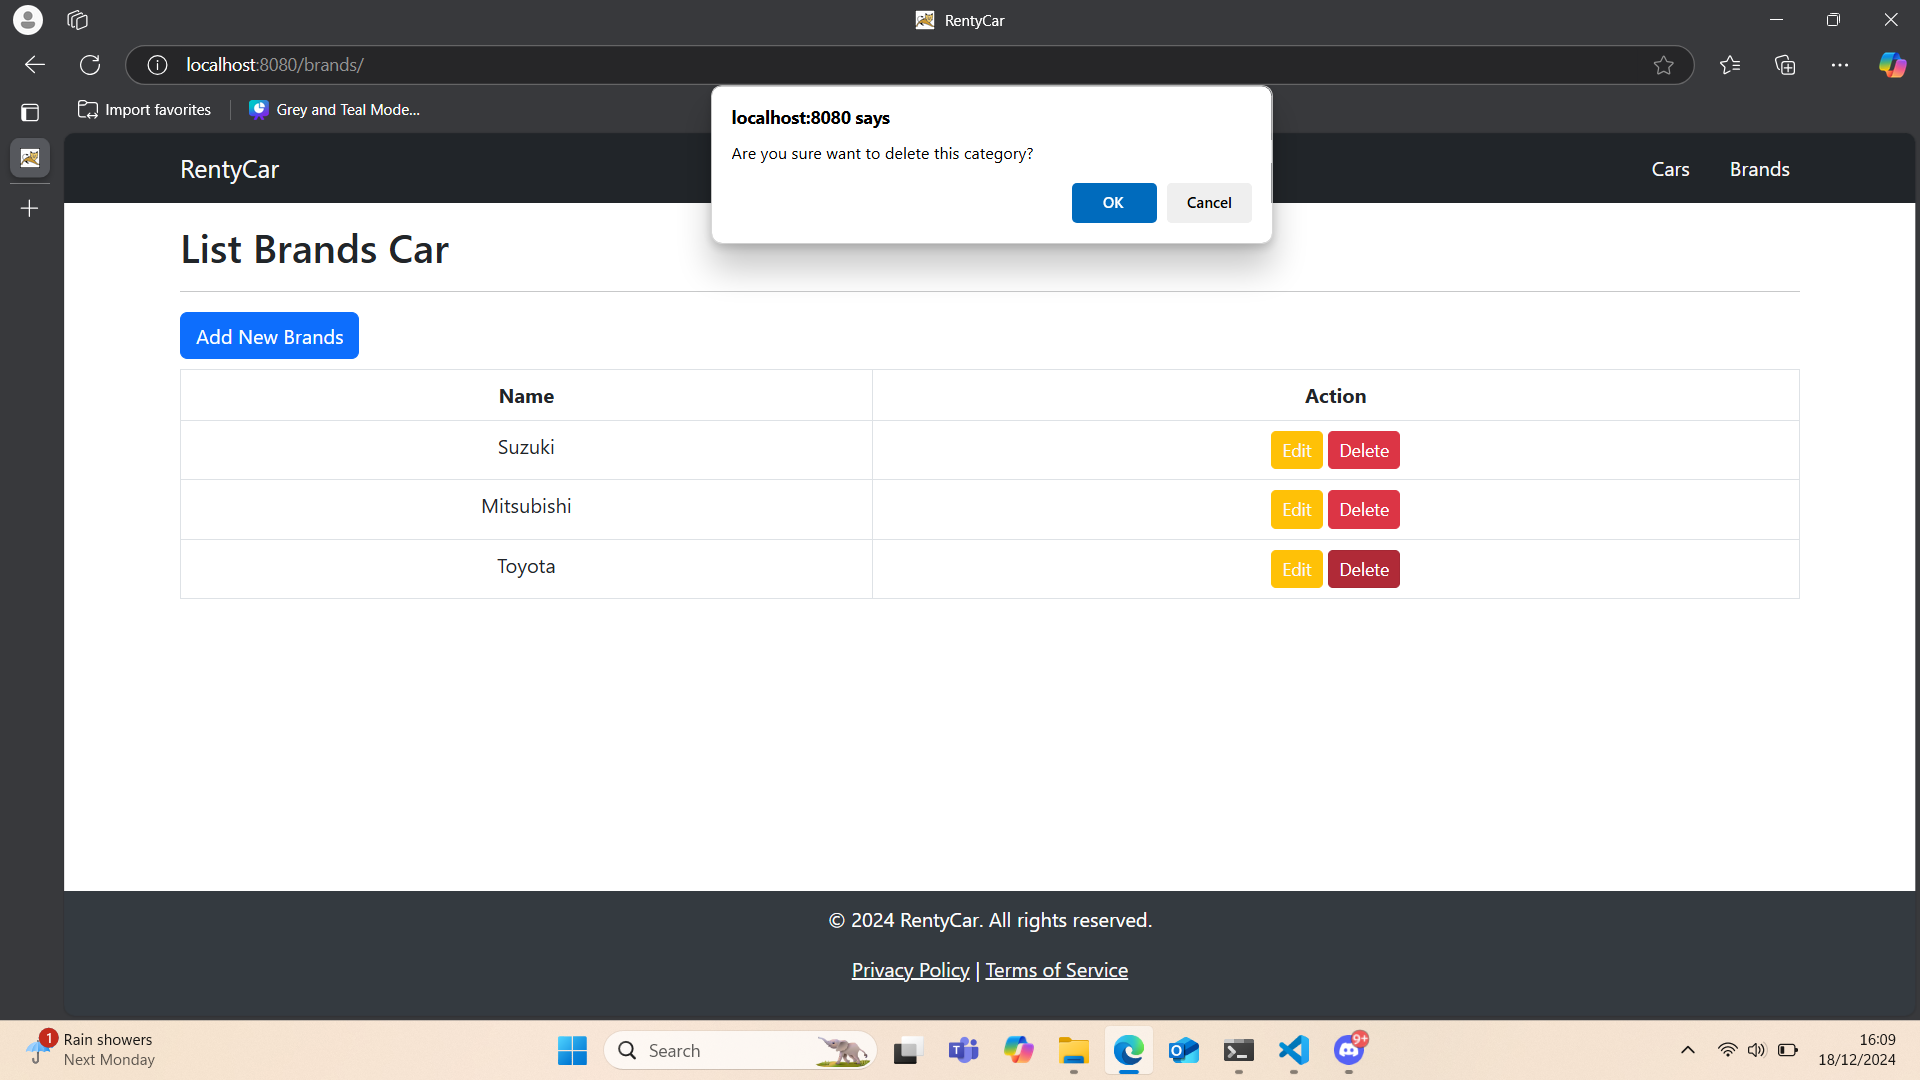 RentyCar
localhost:8080/brands/
Import favorites
Grey and Teal Mode...
localhost:8080 says
Are you sure want to delete this category?
OK
Cancel
RentyCar
Cars
Brands
List Brands Car
Add New Brands
Name
Action
Suzuki
Edit
Delete
Mitsubishi
Edit
Delete
Toyota
Edit
Delete
© 2024 RentyCar. All rights reserved.
Privacy Policy | Terms of Service
1
Rain showers
Next Monday
Search
9+
16:09
18/12/2024